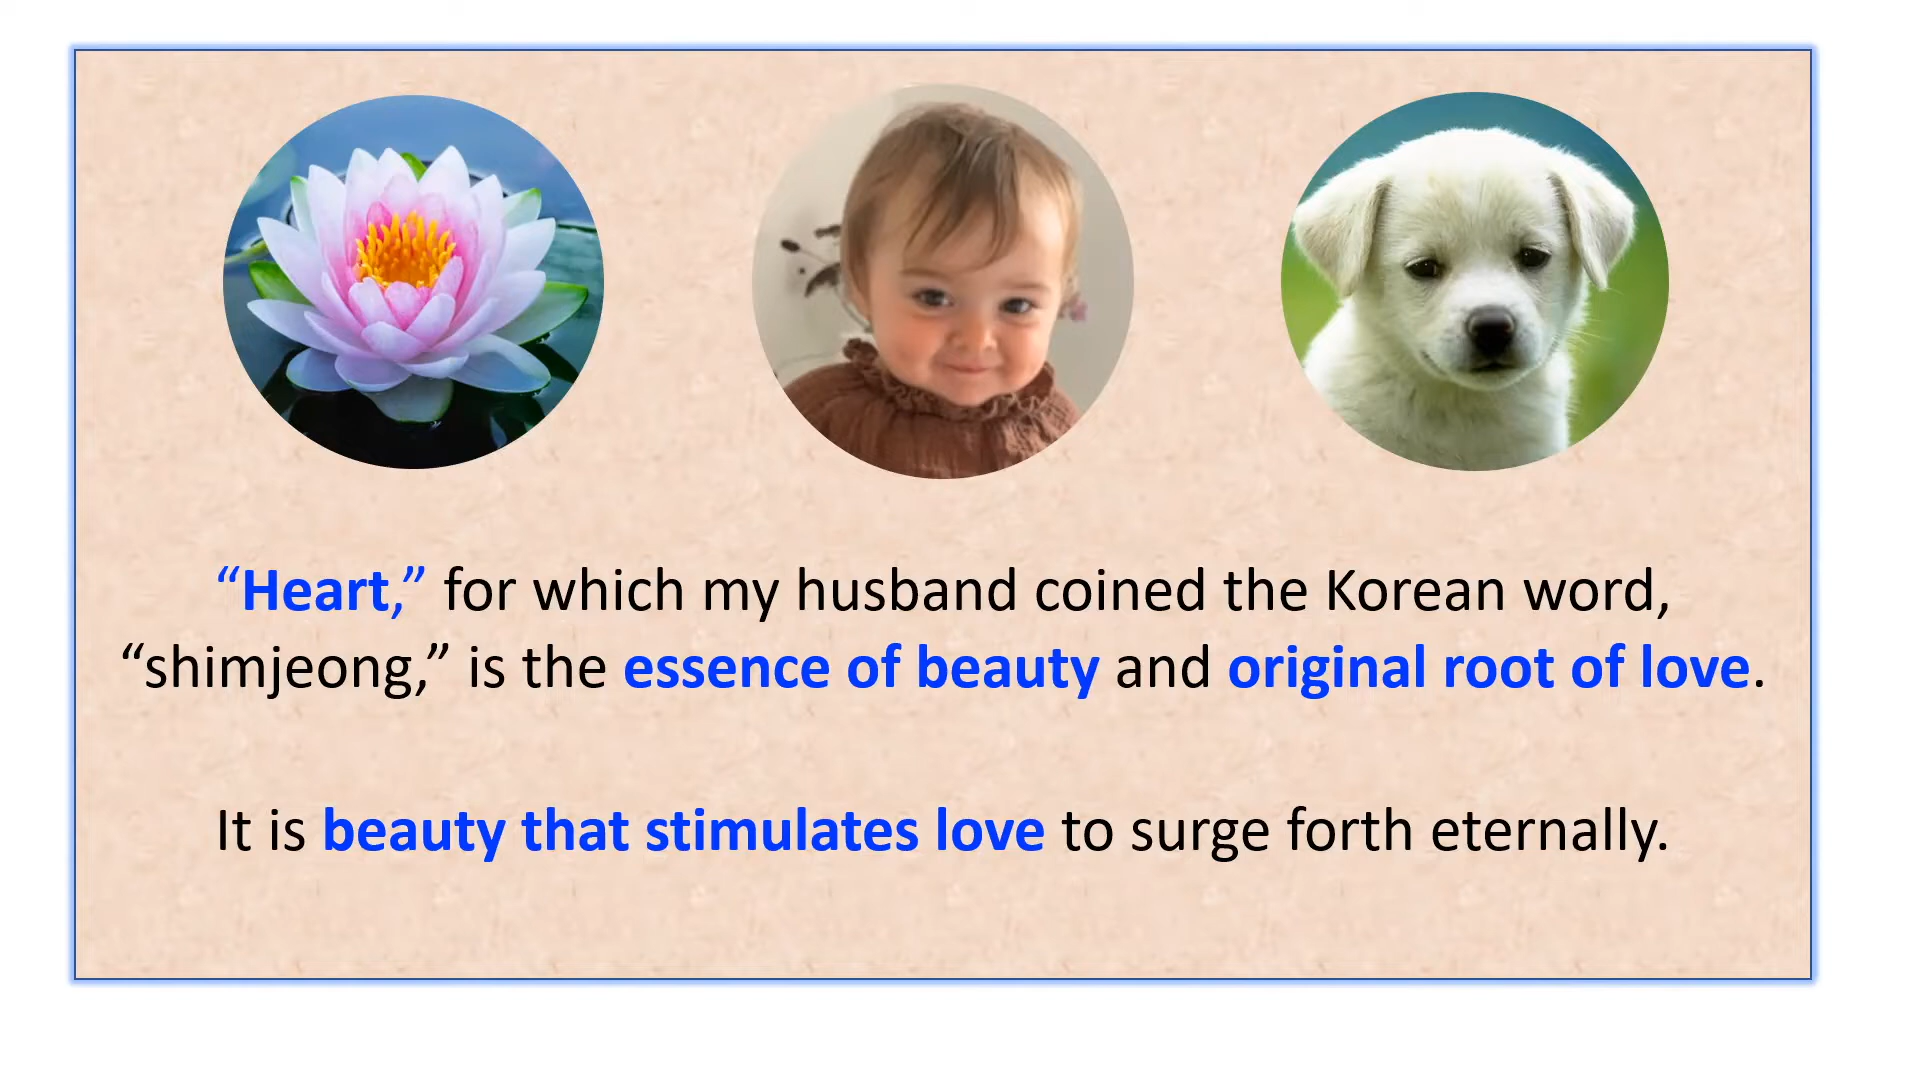 “Heart,” for which my husband coined the Korean word,
“shimjeong,” is the essence of beauty and original root of love.
It is beauty that stimulates love to surge forth eternally.